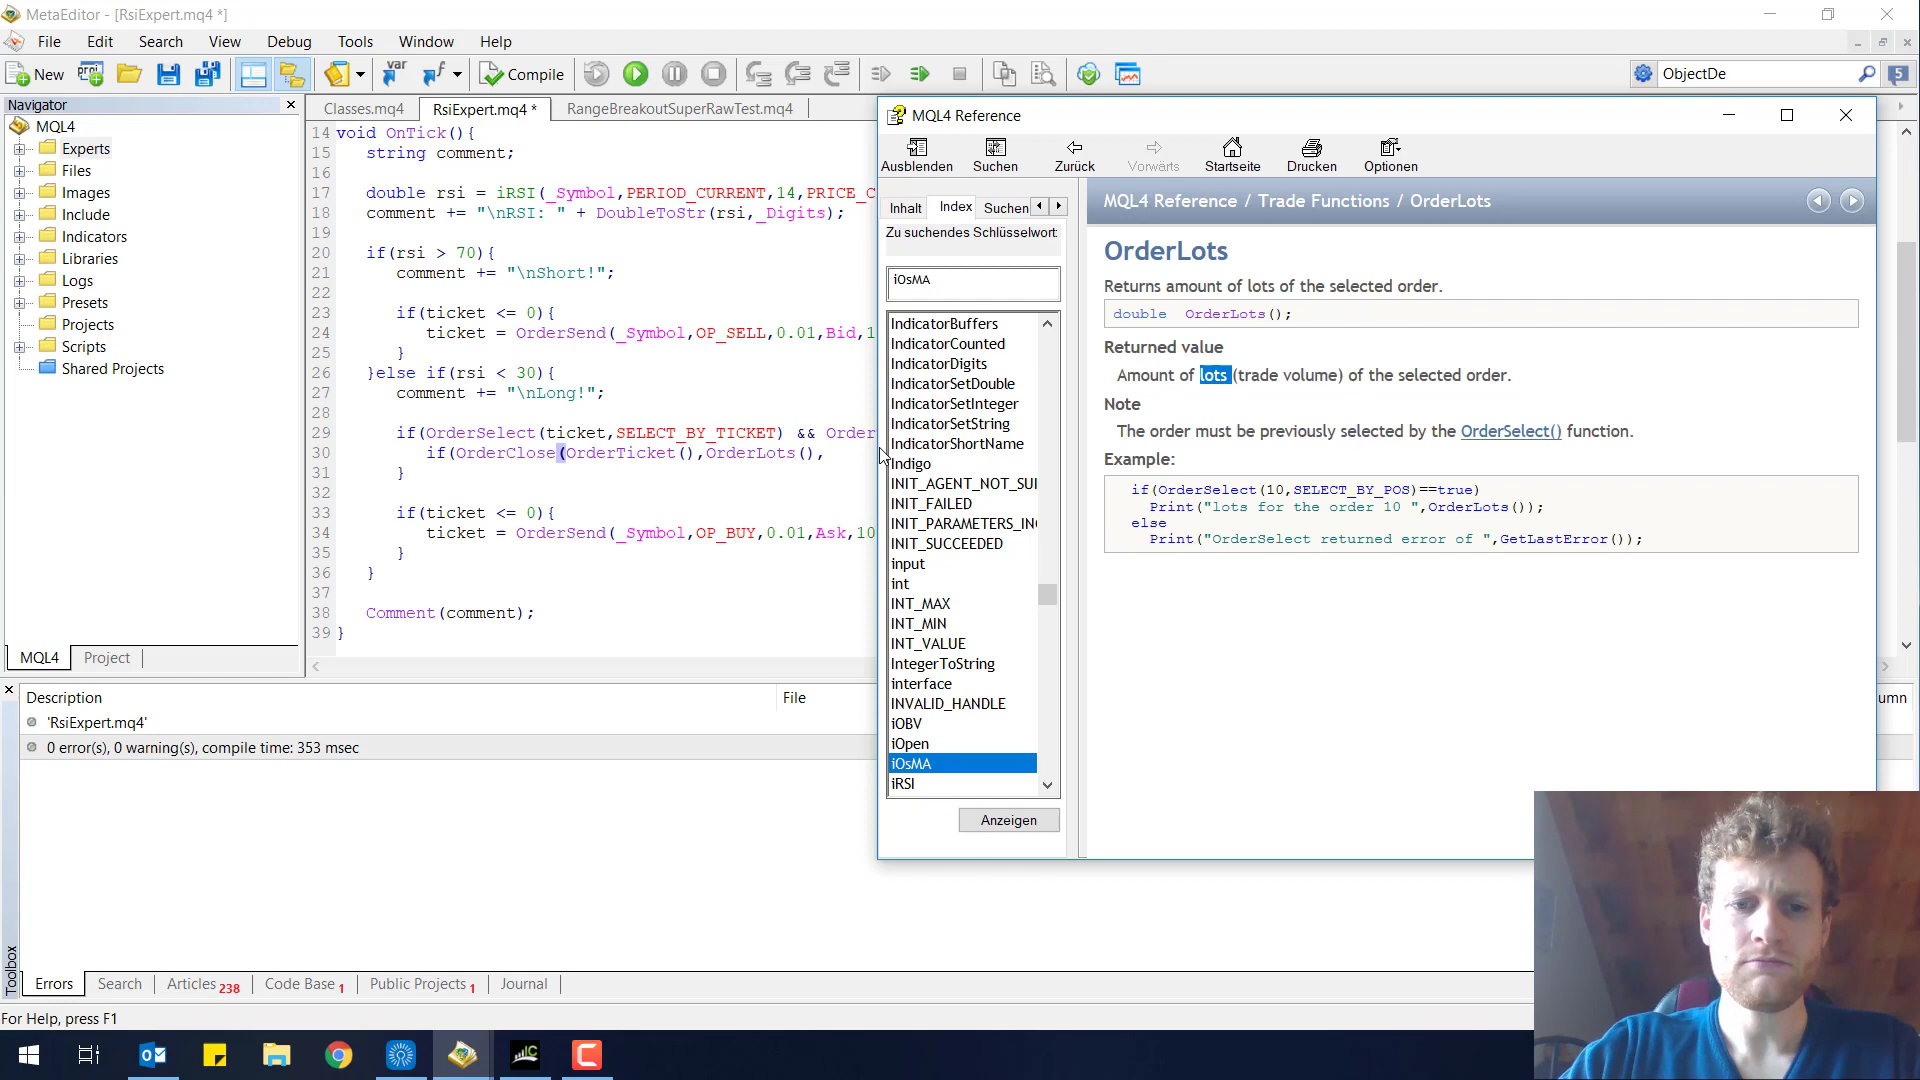 MetaEditor - [RsiExpert.mq4 *]
File Edit Search View Debug Tools Window Help
New Compile ObjectDe 5
Navigator
MQL4
Experts
Files
Images
Include
Indicators
Libraries
Logs
Presets
Projects
Scripts
Shared Projects
MQL4 Project
Classes.mq4 RsiExpert.mq4 * RangeBreakoutSuperRawTest.mq4
14 void OnTick(){
15 string comment;
16
17 double rsi = iRSI(_Symbol,PERIOD_CURRENT,14,PRICE_C
18 comment += "\nRSI: " + DoubleToStr(rsi,_Digits);
19
20 if(rsi > 70){
21 comment += "\nShort!";
22
23 if(ticket <= 0){
24 ticket = OrderSend(_Symbol,OP_SELL,0.01,Bid,1
25 }
26 }else if(rsi < 30){
27 comment += "\nLong!";
28
29 if(OrderSelect(ticket,SELECT_BY_TICKET) && Order
30 if(OrderClose(OrderTicket(),OrderLots(),
31 }
32
33 if(ticket <= 0){
34 ticket = OrderSend(_Symbol,OP_BUY,0.01,Ask,10
35 }
36 }
37
38 Comment(comment);
39 }
MQL4 Reference
Ausblenden Suchen Zurück Vorwärts Startseite Drucken Optionen
Inhalt Index Suchen
Zu suchendes Schlüsselwort
iOsMA
IndicatorBuffers
IndicatorCounted
IndicatorDigits
IndicatorSetDouble
IndicatorSetInteger
IndicatorSetString
IndicatorShortName
Indigo
INIT_AGENT_NOT_SUI
INIT_FAILED
INIT_PARAMETERS_IN
INIT_SUCCEEDED
input
int
INT_MAX
INT_MIN
INT_VALUE
IntegerToString
interface
INVALID_HANDLE
iOBV
iOpen
iOsMA
iRSI
Anzeigen
MQL4 Reference / Trade Functions / OrderLots
OrderLots
Returns amount of lots of the selected order.
double OrderLots();
Returned value
Amount of lots (trade volume) of the selected order.
Note
The order must be previously selected by the OrderSelect() function.
Example:
if(OrderSelect(10,SELECT_BY_POS)==true)
Print("lots for the order 10 ",OrderLots());
else
Print("OrderSelect returned error of ",GetLastError());
Description File umn
'RsiExpert.mq4'
0 error(s), 0 warning(s), compile time: 353 msec
Toolbox
Errors Search Articles 238 Code Base 1 Public Projects 1 Journal
For Help, press F1